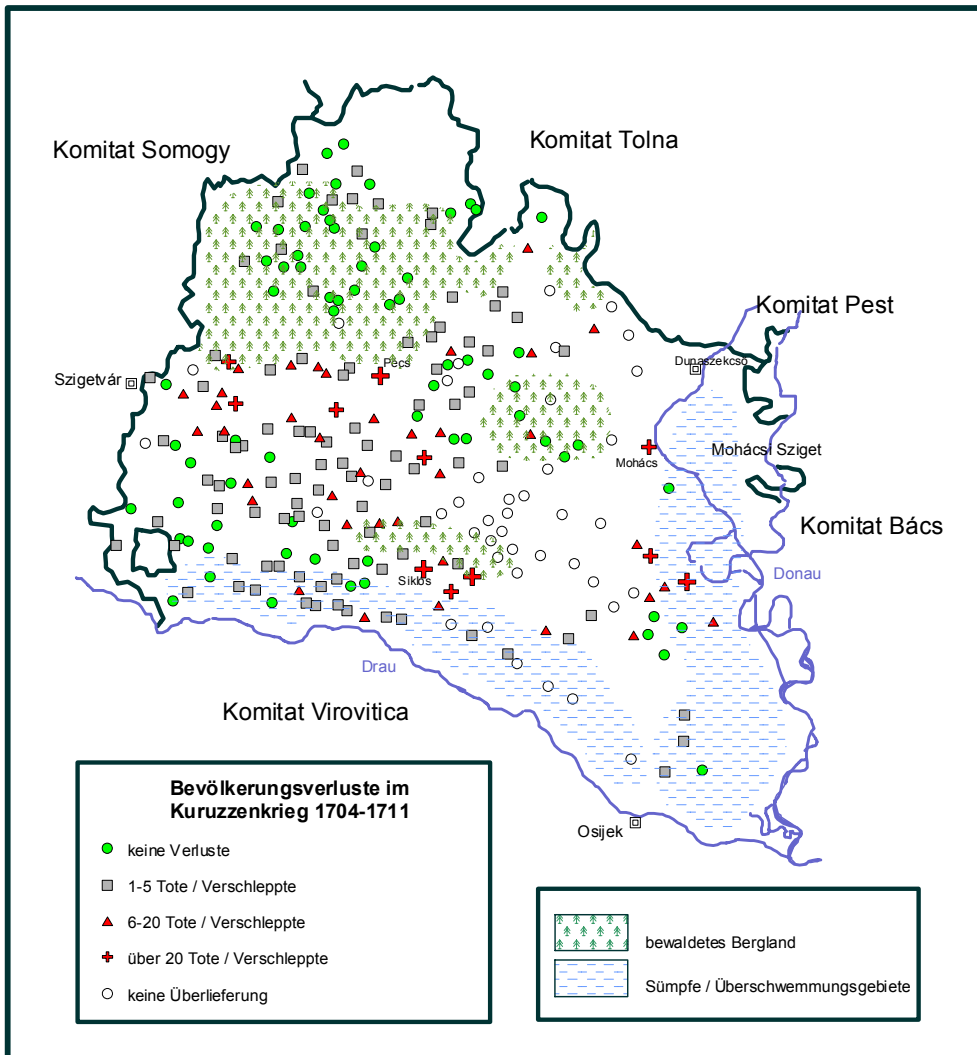 Komitat Somogy
Komitat Tolna
Komitat Pest
Szigetvár
Pécs
Dunaszekcső
Mohács
Mohácsi Sziget
Komitat Bács
Siklós
Donau
Drau
Komitat Virovitica
Osijek
Bevölkerungsverluste im
Kuruzzenkrieg 1704-1711
keine Verluste
1-5 Tote / Verschleppte
6-20 Tote / Verschleppte
über 20 Tote / Verschleppte
keine Überlieferung
bewaldetes Bergland
Sümpfe / Überschwemmungsgebiete